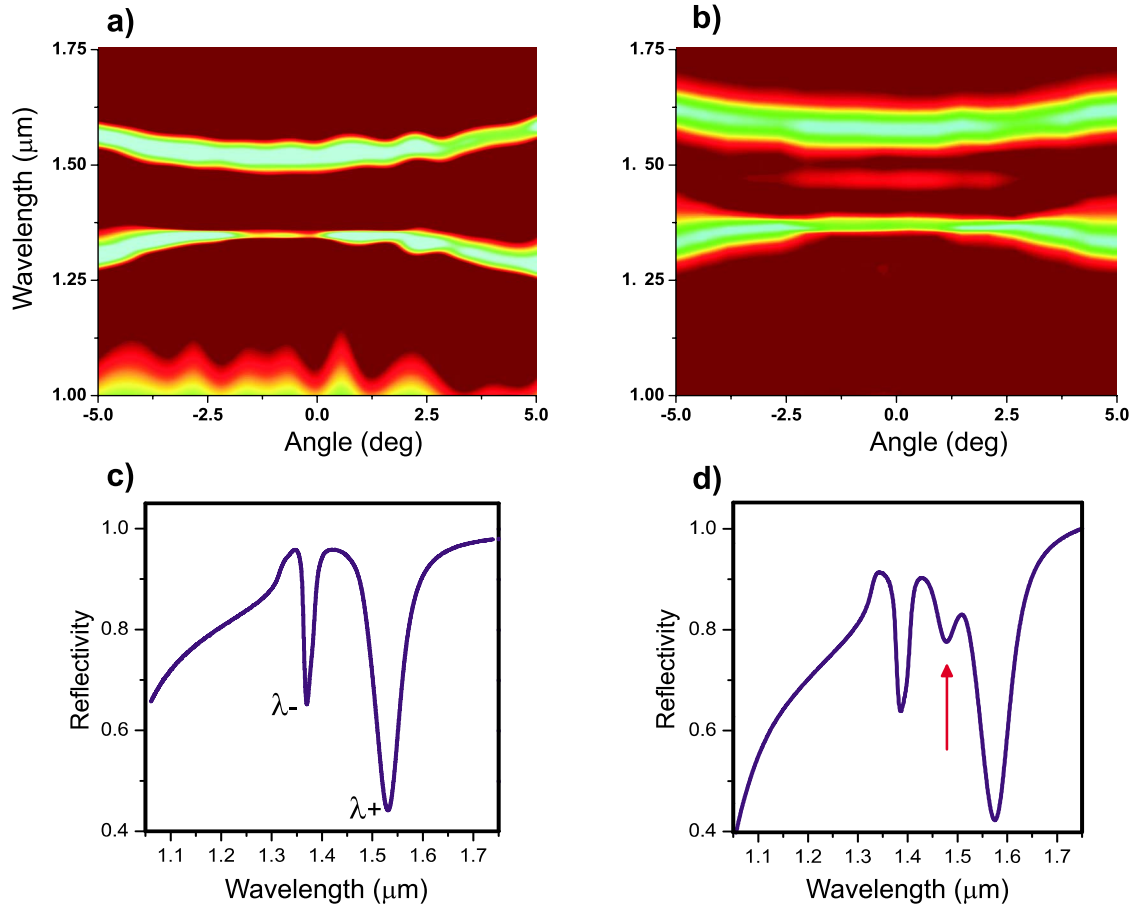 a)
b)
1.75
1.50
1.25
1.00
Wavelength (μm)
-5.0 -2.5 0.0 2.5 5.0
Angle (deg)
1.75
1. 50
1. 25
1.00
-5.0 -2.5 0.0 2.5 5.0
Angle (deg)
c)
d)
1.0
0.8
0.6
0.4
Reflectivity
λ-
λ+
1.1 1.2 1.3 1.4 1.5 1.6 1.7
Wavelength (μm)
1.0
0.8
0.6
0.4
Reflectivity
1.1 1.2 1.3 1.4 1.5 1.6 1.7
Wavelength (μm)